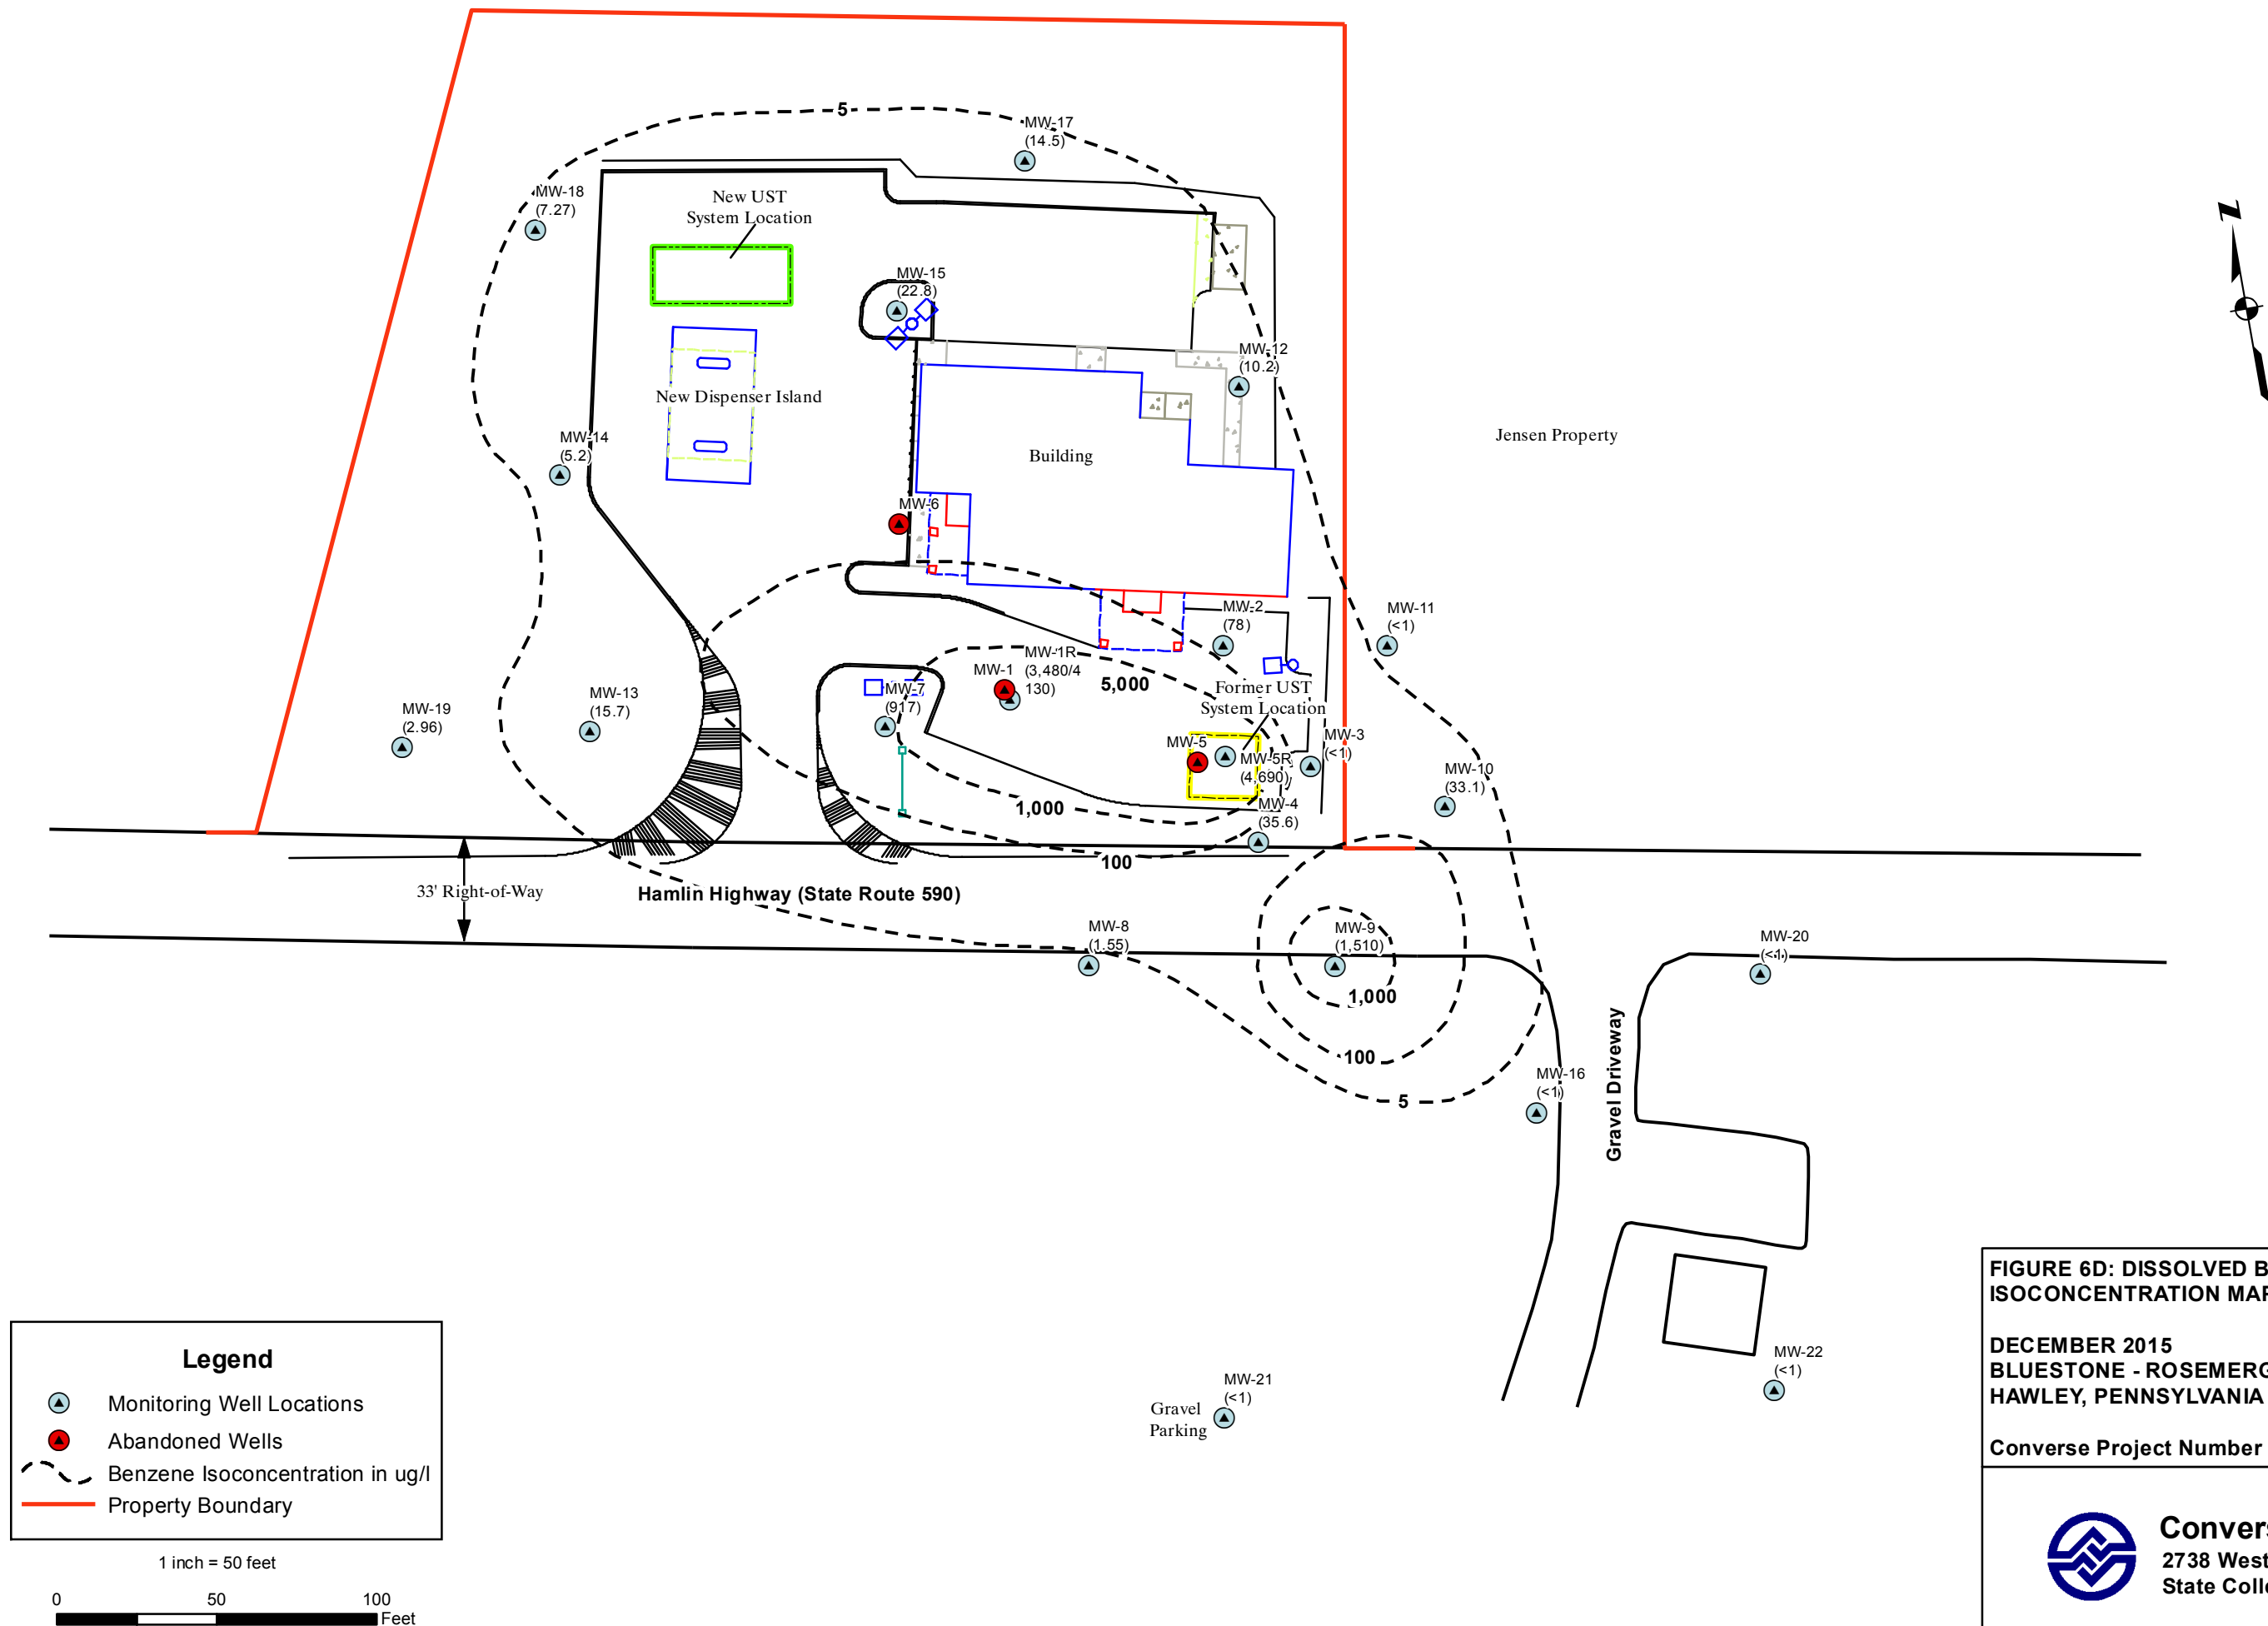 5
MW-17
(14.5)
MW-18
(7.27)
New UST
System Location
MW-15
(22.8)
MW-12
(10.2)
New Dispenser Island
Jensen Property
MW-14
(5.2)
Building
MW-6
MW-2
(78)
MW-11
(<1)
MW-1R
(3,480/4
130)
MW-1
5,000
MW-7
(917)
Former UST
System Location
MW-13
(15.7)
MW-19
(2.96)
MW-3
(<1)
MW-5
MW-5R
(4,690)
MW-10
(33.1)
1,000
MW-4
(35.6)
100
33' Right-of-Way
Hamlin Highway (State Route 590)
MW-8
(1.55)
MW-9
(1,510)
MW-20
(<1)
1,000
100
Gravel Driveway
MW-16
(<1)
5
MW-22
(<1)
MW-21
(<1)
Gravel
Parking
N
Legend
Monitoring Well Locations
Abandoned Wells
Benzene Isoconcentration in ug/l
Property Boundary
1 inch = 50 feet
0 50 100
Feet
FIGURE 6D: DISSOLVED B
ISOCONCENTRATION MAP
DECEMBER 2015
BLUESTONE - ROSEMERG
HAWLEY, PENNSYLVANIA
Converse Project Number
Convers
2738 West
State Coll